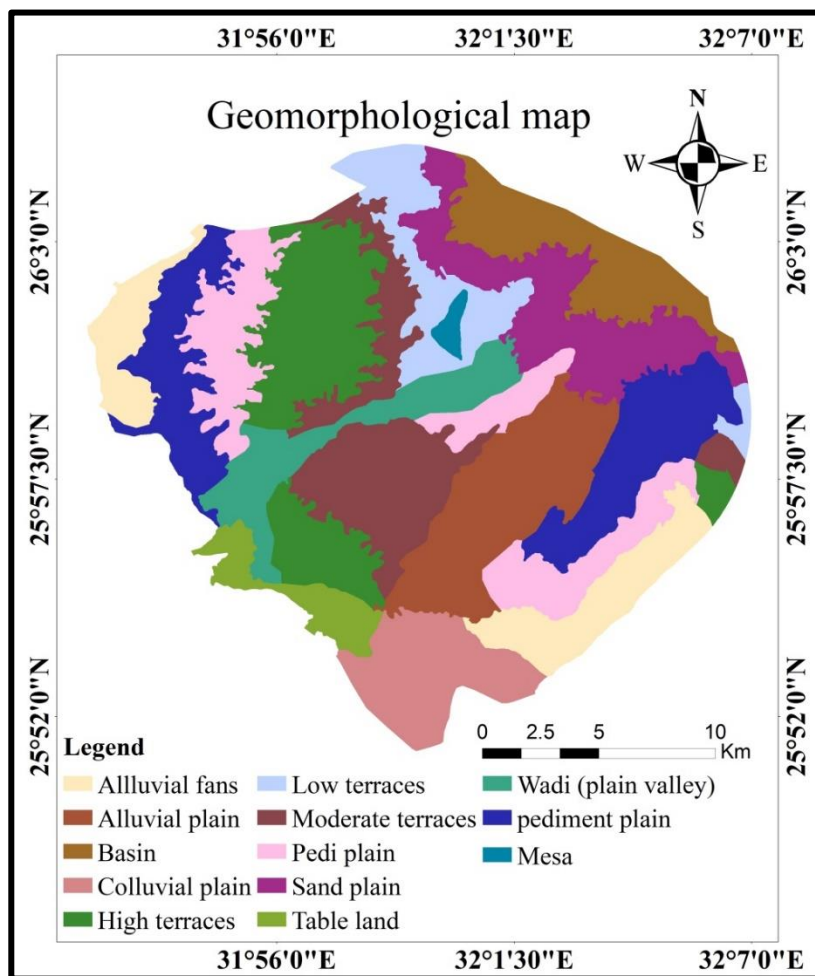 31°56'0"E 32°1'30"E 32°7'0"E
Geomorphological map
N
W E
S
26°3'0"N 26°3'0"N
25°57'30"N 25°57'30"N
25°52'0"N 25°52'0"N
0 2.5 5 10
Km
Legend
Allluvial fans Low terraces Wadi (plain valley)
Alluvial plain Moderate terraces pediment plain
Basin Pedi plain Mesa
Colluvial plain Sand plain
High terraces Table land
31°56'0"E 32°1'30"E 32°7'0"E